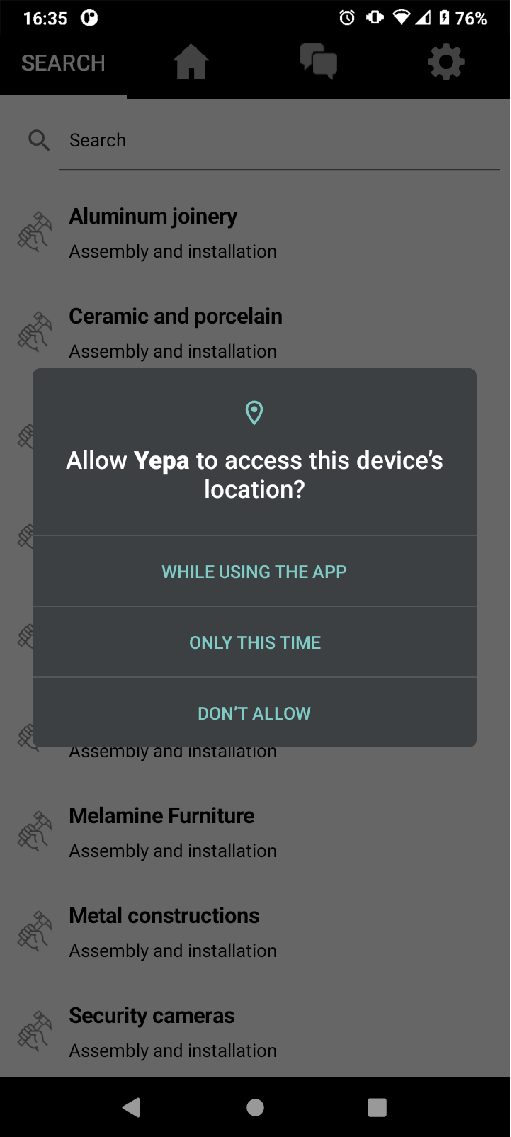 16:35
76%
SEARCH
Search
Aluminum joinery
Assembly and installation
Ceramic and porcelain
Assembly and installation
Allow Yepa to access this device's
location?
WHILE USING THE APP
ONLY THIS TIME
DON'T ALLOW
Assembly and installation
Melamine Furniture
Assembly and installation
Metal constructions
Assembly and installation
Security cameras
Assembly and installation